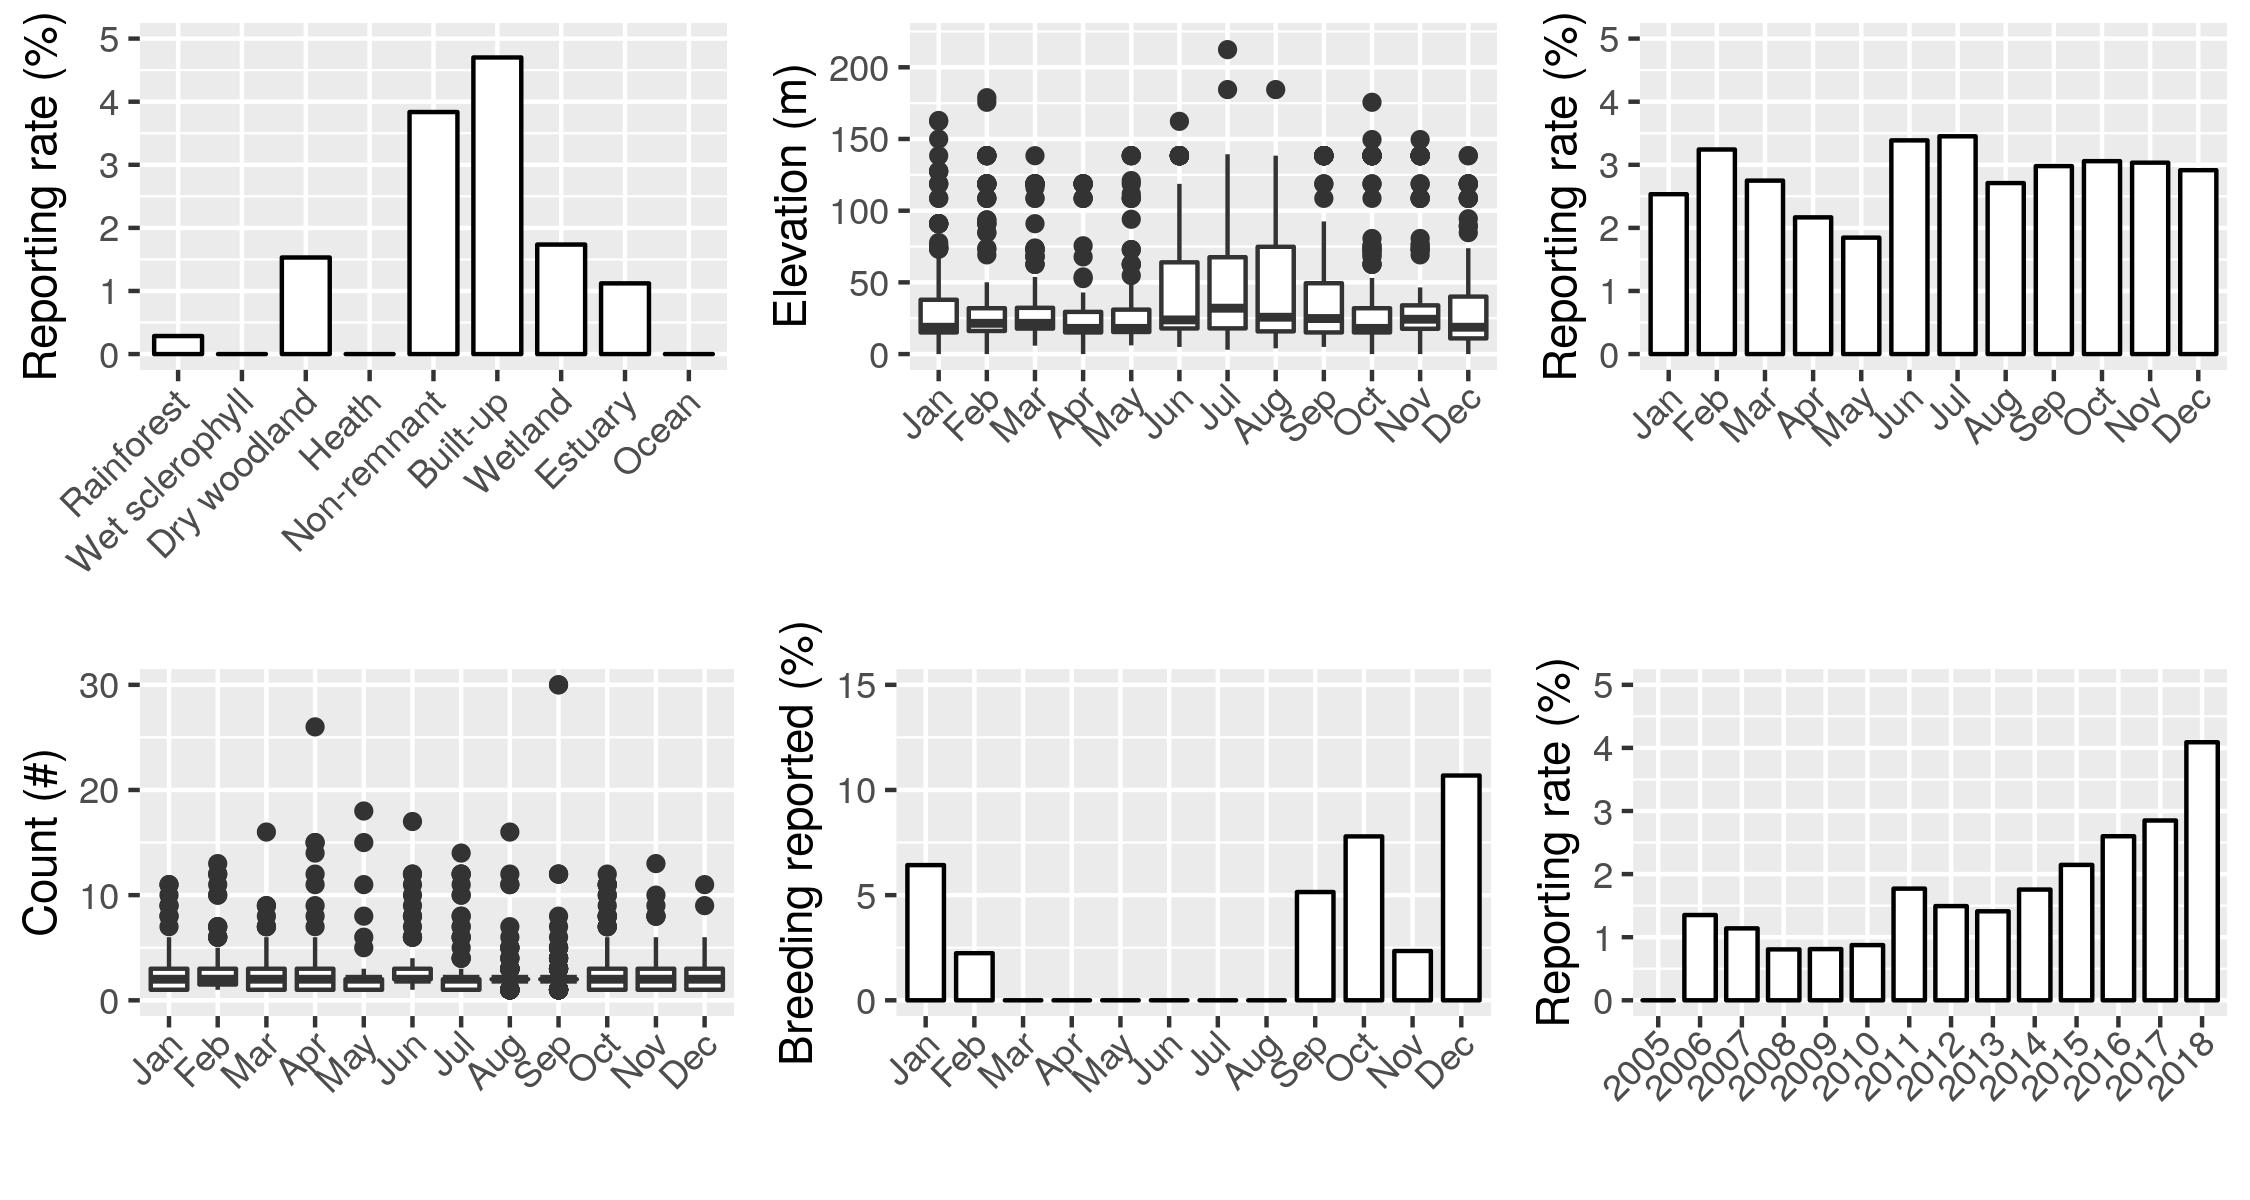 Reporting rate (%)
5
4
3
2
1
0
Rainforest
Wet sclerophyll
Dry woodland
Heath
Non-remnant
Built-up
Wetland
Estuary
Ocean
Elevation (m)
200
150
100
50
0
Jan
Feb
Mar
Apr
May
Jun
Jul
Aug
Sep
Oct
Nov
Dec
Reporting rate (%)
5
4
3
2
1
0
Jan
Feb
Mar
Apr
May
Jun
Jul
Aug
Sep
Oct
Nov
Dec
Count (#)
30
20
10
0
Jan
Feb
Mar
Apr
May
Jun
Jul
Aug
Sep
Oct
Nov
Dec
Breeding reported (%)
15
10
5
0
Jan
Feb
Mar
Apr
May
Jun
Jul
Aug
Sep
Oct
Nov
Dec
Reporting rate (%)
5
4
3
2
1
0
2005
2006
2007
2008
2009
2010
2011
2012
2013
2014
2015
2016
2017
2018